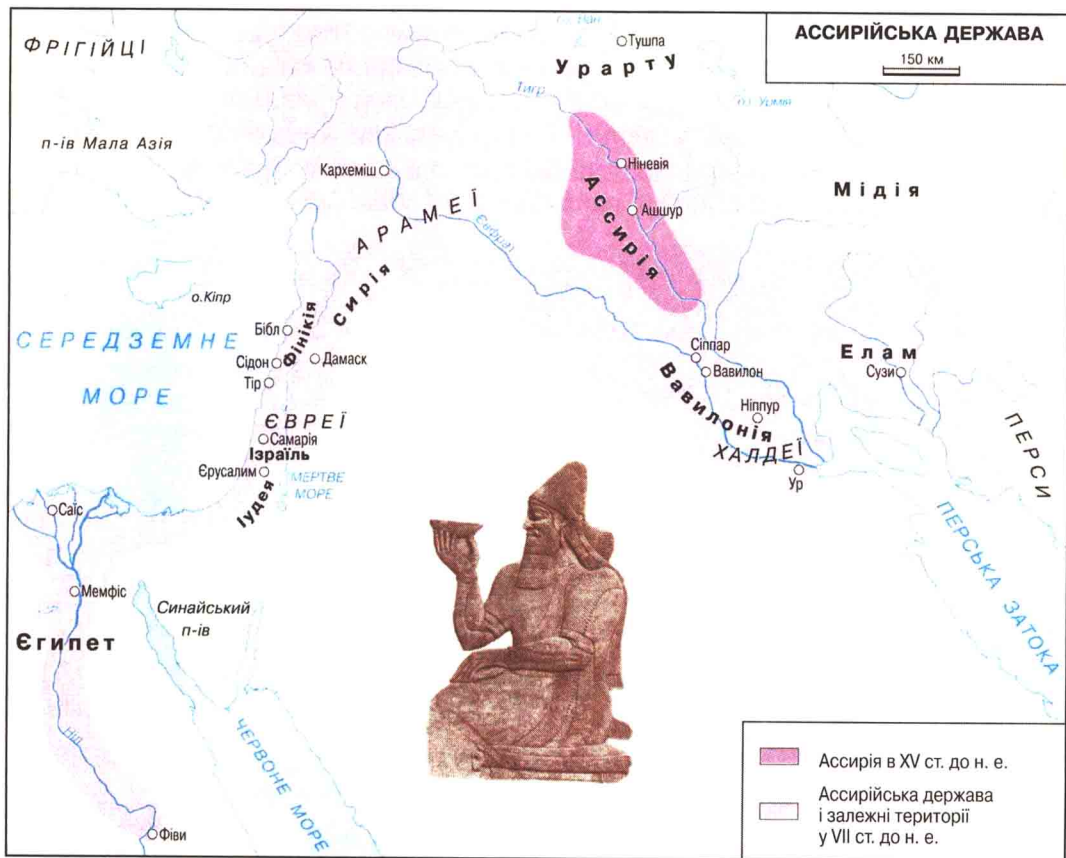 АССИРІЙСЬКА ДЕРЖАВА
150 км
ФРІГІЙЦІ
оз. Ван
Тушпа
Урарту
Тигр
оз. Урмія
п-ів Мала Азія
Кархеміш
Ніневія
Мідія
АРАМЕЇ
Ашшур
Ассирія
Євфрат
Сирія
о.Кіпр
СЕРЕДЗЕМНЕ
МОРЕ
Бібл
Фінікія
Сідон
Дамаск
Тір
Сіппар
Вавилон
Елам
Сузи
Вавилонія
Ніппур
ЄВРЕЇ
Самарія
Ізраїль
ХАЛДЕЇ
Ур
ПЕРСИ
Єрусалим
МЕРТВЕ
МОРЕ
Іудея
Саїс
ПЕРСЬКА ЗАТОКА
Мемфіс
Синайський
п-ів
Єгипет
Ніл
ЧЕРВОНЕ МОРЕ
Фіви
Ассирія в XV ст. до н. е.
Ассирійська держава
і залежні території
у VII ст. до н. е.